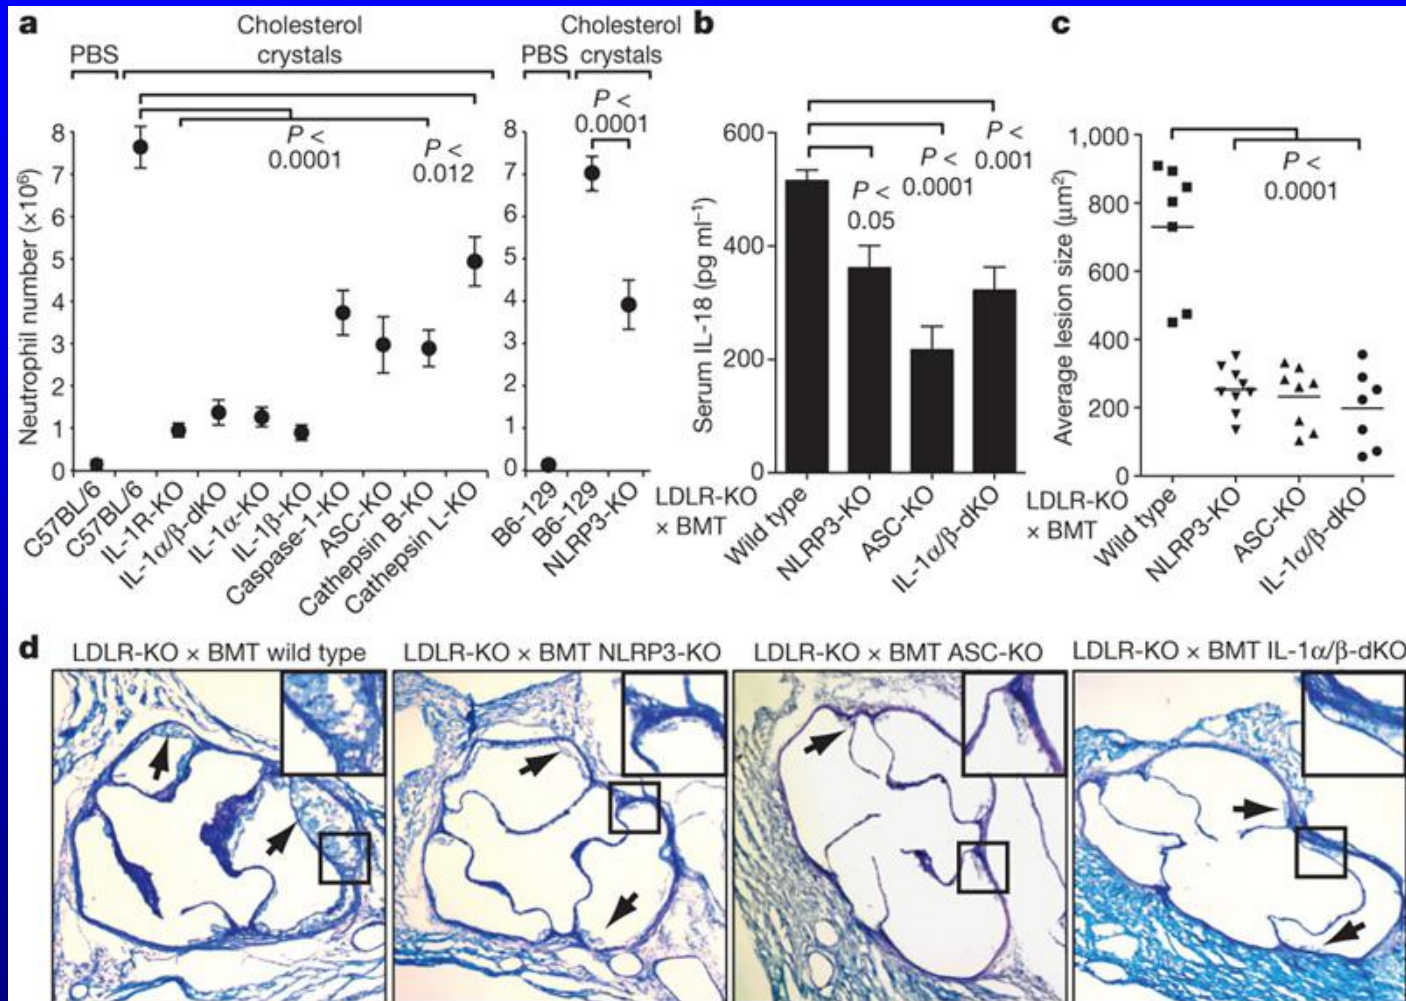 a
Cholesterol
PBS crystals
Neutrophil number (×10⁶)
8
7
6
5
4
3
2
1
0
P <
0.0001
P <
0.012
C57BL/6
C57BL/6
IL-1R-KO
IL-1α/β-dKO
IL-1α-KO
IL-1β-KO
Caspase-1-KO
ASC-KO
Cathepsin B-KO
Cathepsin L-KO
Cholesterol
PBS crystals
8
7
6
5
4
3
2
1
0
P <
0.0001
B6-129
B6-129
NLRP3-KO
b
Serum IL-18 (pg ml⁻¹)
600
400
200
0
P <
0.05
P <
0.0001
P <
0.001
LDLR-KO
× BMT
Wild type
NLRP3-KO
ASC-KO
IL-1α/β-dKO
c
Average lesion size (μm²)
1,000
800
600
400
200
0
P <
0.0001
LDLR-KO
× BMT
Wild type
NLRP3-KO
ASC-KO
IL-1α/β-dKO
d
LDLR-KO × BMT wild type
LDLR-KO × BMT NLRP3-KO
LDLR-KO × BMT ASC-KO
LDLR-KO × BMT IL-1α/β-dKO